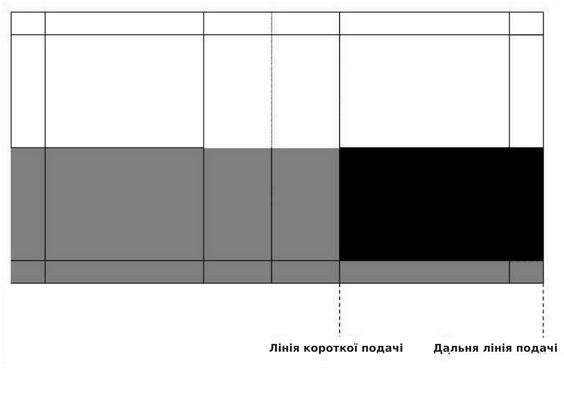 Лінія короткої подачі
Дальня лінія подачі